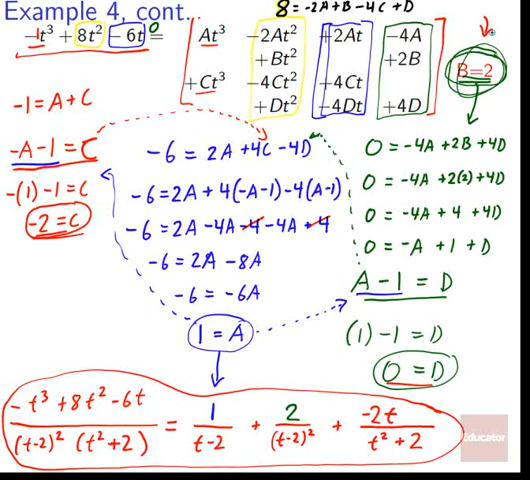 Example 4, cont...
8 = -2A+B-4C+D
-1t³ + 8t² - 6t + 0 = At³ -2At² +2At -4A
+Bt² +2B
+Ct³ -4Ct² +4Ct
+Dt² -4Dt +4D
B=2
-1 = A + C
-A-1 = C
-(1)-1 = C
-2 = C
-6 = 2A + 4C - 4D
-6 = 2A + 4(-A-1) - 4(A-1)
-6 = 2A - 4A - 4 - 4A + 4
-6 = 2A - 8A
-6 = -6A
1 = A
0 = -4A + 2B + 4D
0 = -4A + 2(2) + 4D
0 = -4A + 4 + 4D
0 = -A + 1 + D
A - 1 = D
(1) - 1 = D
0 = D
-t³ + 8t² - 6t / (t-2)² (t²+2) = 1 / t-2 + 2 / (t-2)² + -2t / t²+2
Educator